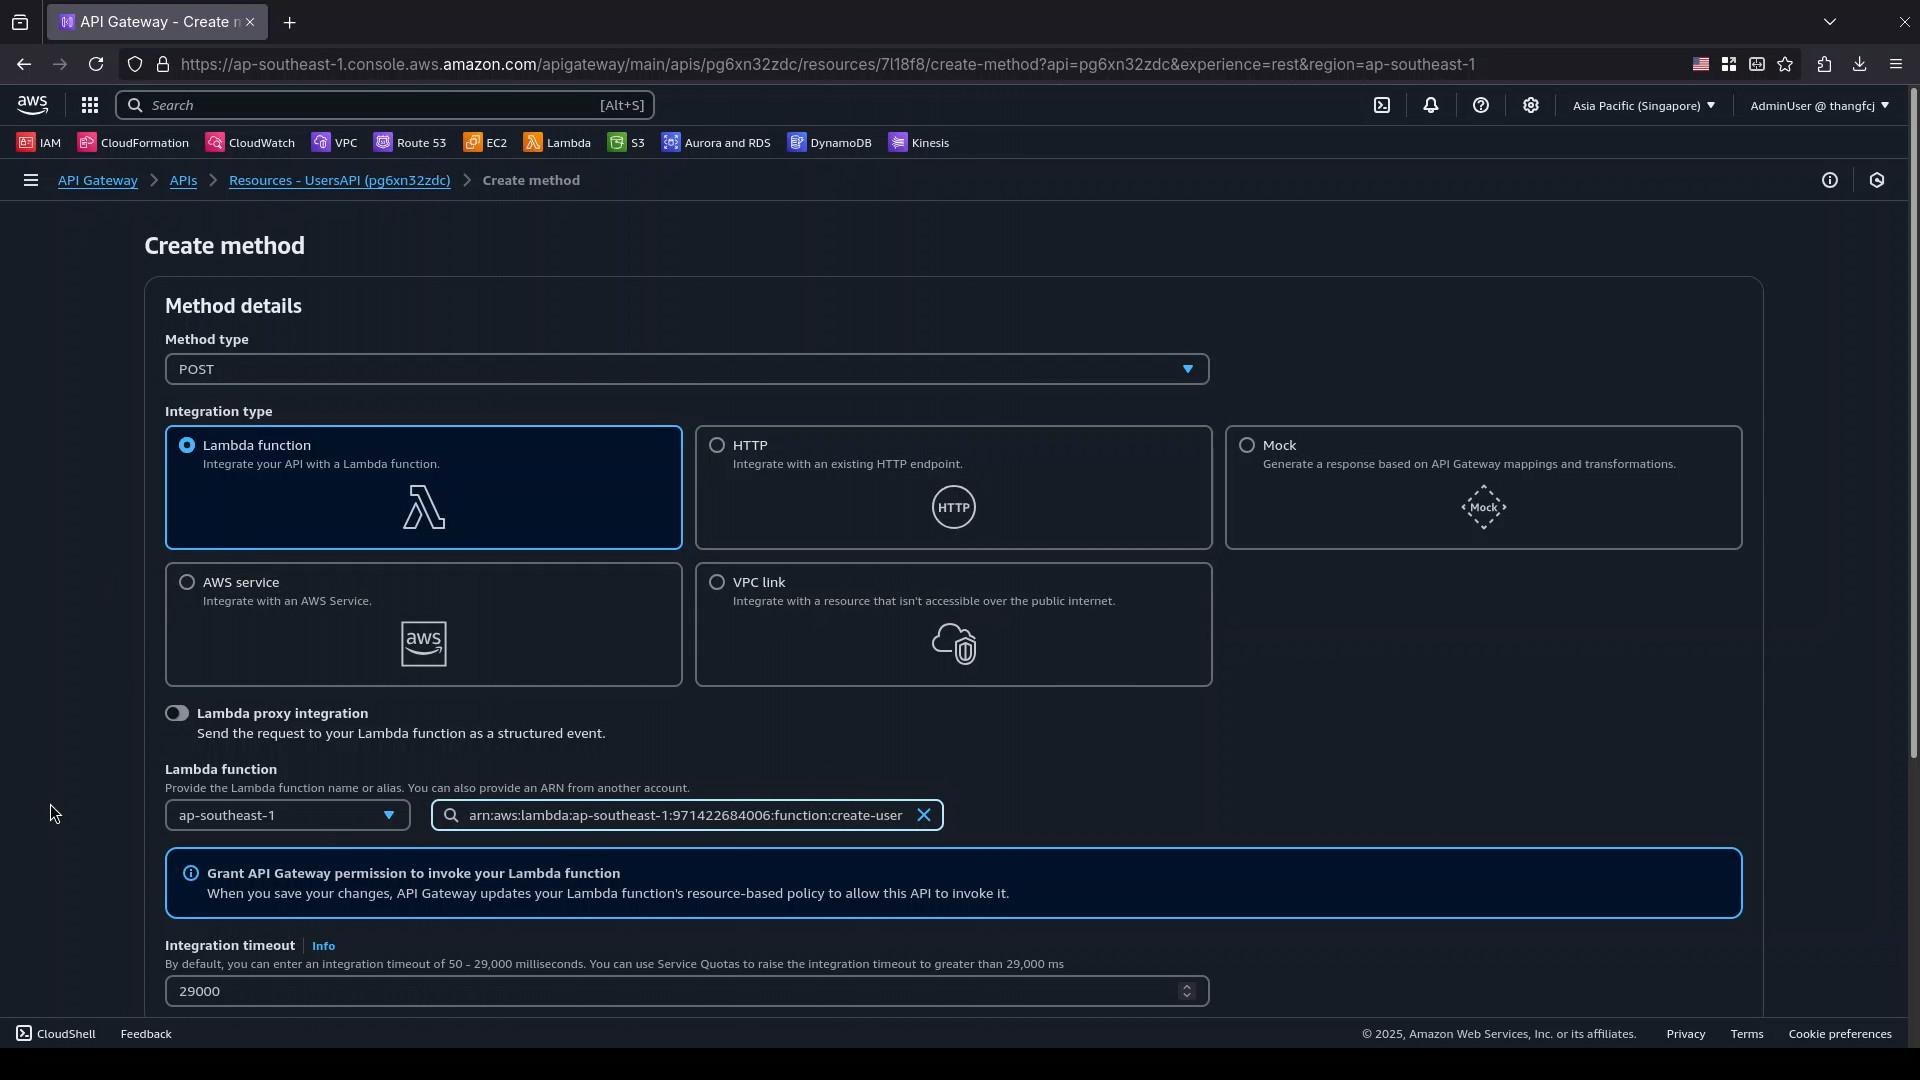 API Gateway - Create
https://ap-southeast-1.console.aws.amazon.com/apigateway/main/apis/pg6xn32zdc/resources/7l18f8/create-method?api=pg6xn32zdc&experience=rest&region=ap-southeast-1
aws Search [Alt+S] Asia Pacific (Singapore) AdminUser @ thangfcj
IAM CloudFormation CloudWatch VPC Route 53 EC2 Lambda S3 Aurora and RDS DynamoDB Kinesis
API Gateway APIs Resources - UsersAPI (pg6xn32zdc) Create method
Create method
Method details
Method type
POST
Integration type
Lambda function
Integrate your API with a Lambda function.
HTTP
Integrate with an existing HTTP endpoint.
HTTP
Mock
Generate a response based on API Gateway mappings and transformations.
Mock
AWS service
Integrate with an AWS Service.
aws
VPC link
Integrate with a resource that isn't accessible over the public internet.
Lambda proxy integration
Send the request to your Lambda function as a structured event.
Lambda function
Provide the Lambda function name or alias. You can also provide an ARN from another account.
ap-southeast-1 arn:aws:lambda:ap-southeast-1:971422684006:function:create-user
Grant API Gateway permission to invoke your Lambda function
When you save your changes, API Gateway updates your Lambda function's resource-based policy to allow this API to invoke it.
Integration timeout Info
By default, you can enter an integration timeout of 50 - 29,000 milliseconds. You can use Service Quotas to raise the integration timeout to greater than 29,000 ms
29000
CloudShell Feedback © 2025, Amazon Web Services, Inc. or its affiliates. Privacy Terms Cookie preferences